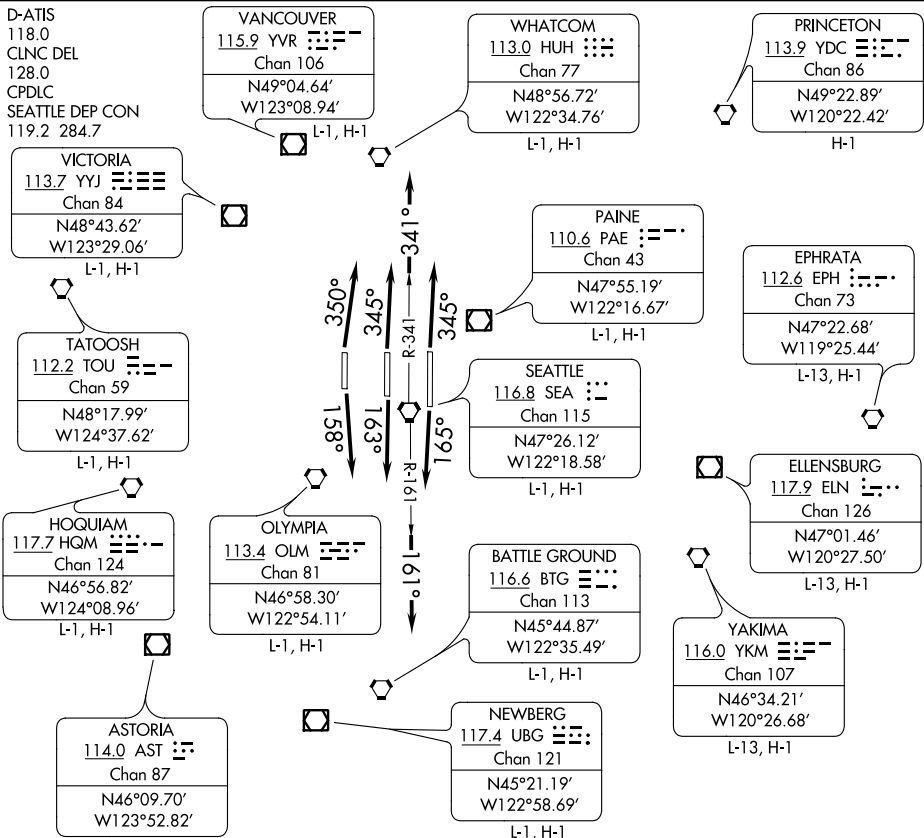 D-ATIS
118.0
CLNC DEL
128.0
CPDLC
SEATTLE DEP CON
119.2 284.7
VANCOUVER
115.9 YVR
Chan 106
N49°04.64′
W123°08.94′
L-1, H-1
WHATCOM
113.0 HUH
Chan 77
N48°56.72′
W122°34.76′
L-1, H-1
PRINCETON
113.9 YDC
Chan 86
N49°22.89′
W120°22.42′
H-1
VICTORIA
113.7 YYJ
Chan 84
N48°43.62′
W123°29.06′
L-1, H-1
PAINE
110.6 PAE
Chan 43
N47°55.19′
W122°16.67′
L-1, H-1
EPHRATA
112.6 EPH
Chan 73
N47°22.68′
W119°25.44′
L-13, H-1
341°
350°
345°
R-341
345°
TATOOSH
112.2 TOU
Chan 59
N48°17.99′
W124°37.62′
L-1, H-1
SEATTLE
116.8 SEA
Chan 115
N47°26.12′
W122°18.58′
L-1, H-1
158°
163°
R-161
165°
161°
ELLENSBURG
117.9 ELN
Chan 126
N47°01.46′
W120°27.50′
L-13, H-1
HOQUIAM
117.7 HQM
Chan 124
N46°56.82′
W124°08.96′
L-1, H-1
OLYMPIA
113.4 OLM
Chan 81
N46°58.30′
W122°54.11′
L-1, H-1
BATTLE GROUND
116.6 BTG
Chan 113
N45°44.87′
W122°35.49′
L-1, H-1
YAKIMA
116.0 YKM
Chan 107
N46°34.21′
W120°26.68′
L-13, H-1
ASTORIA
114.0 AST
Chan 87
N46°09.70′
W123°52.82′
NEWBERG
117.4 UBG
Chan 121
N45°21.19′
W122°58.69′
L-1, H-1